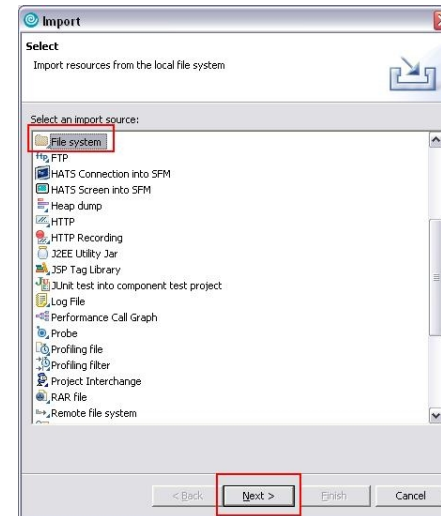 Import
Select
Import resources from the local file system
Select an import source:
File system
FTP
HATS Connection into SFM
HATS Screen into SFM
Heap dump
HTTP
HTTP Recording
J2EE Utility Jar
JSP Tag Library
JUnit test into component test project
Log File
Performance Call Graph
Probe
Profiling file
Profiling filter
Project Interchange
RAR file
Remote file system
< Back Next > Finish Cancel